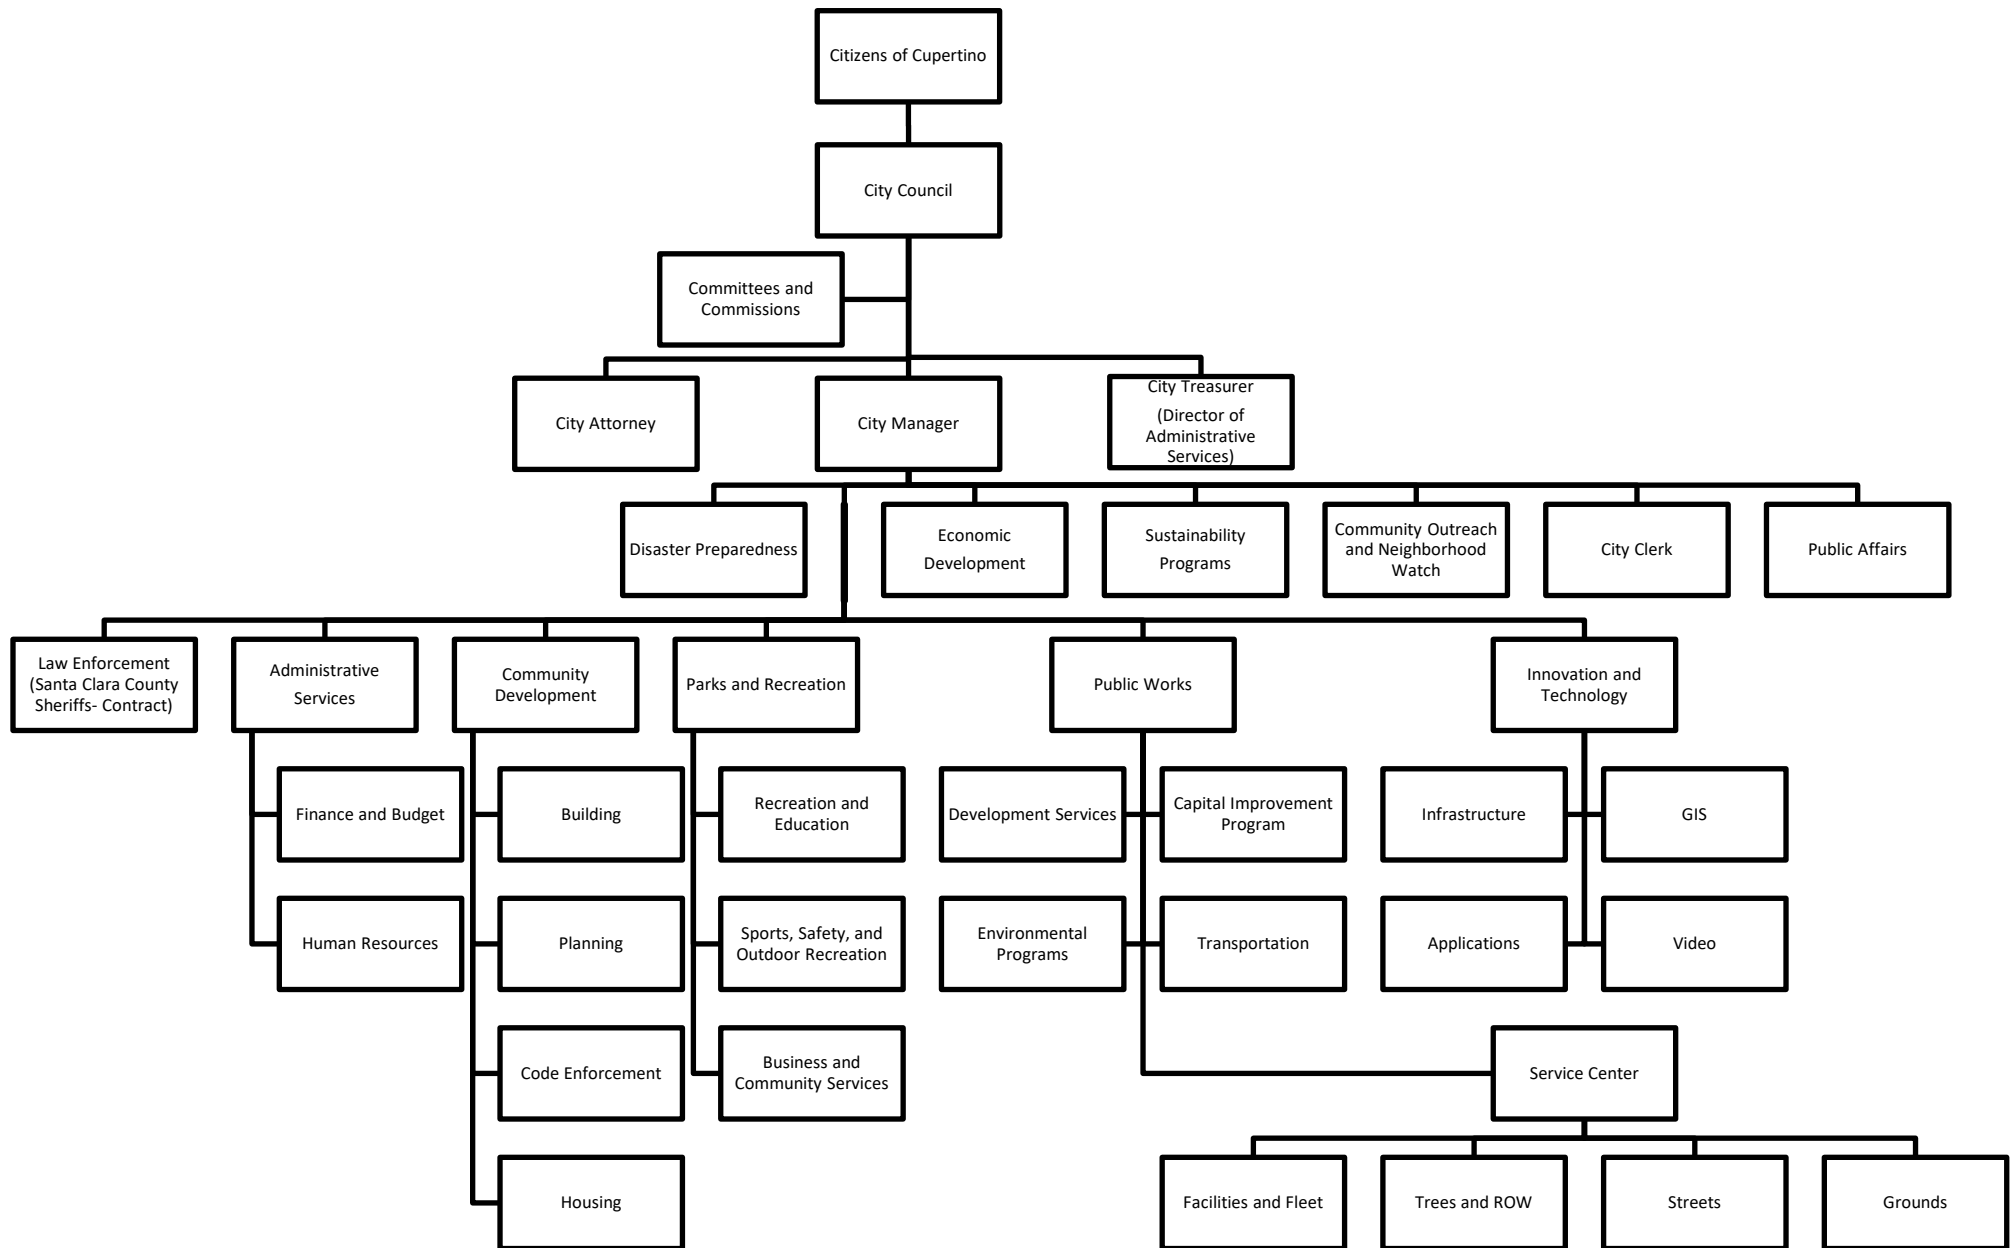 Citizens of Cupertino
City Council
Committees and
Commissions
City Attorney
City Manager
City Treasurer
(Director of
Administrative
Services)
Disaster Preparedness
Economic
Development
Sustainability
Programs
Community Outreach
and Neighborhood
Watch
City Clerk
Public Affairs
Law Enforcement
(Santa Clara County
Sheriffs- Contract)
Administrative
Services
Community
Development
Parks and Recreation
Public Works
Innovation and
Technology
Finance and Budget
Building
Recreation and
Education
Development Services
Capital Improvement
Program
Infrastructure
GIS
Human Resources
Planning
Sports, Safety, and
Outdoor Recreation
Environmental
Programs
Transportation
Applications
Video
Code Enforcement
Business and
Community Services
Service Center
Housing
Facilities and Fleet
Trees and ROW
Streets
Grounds